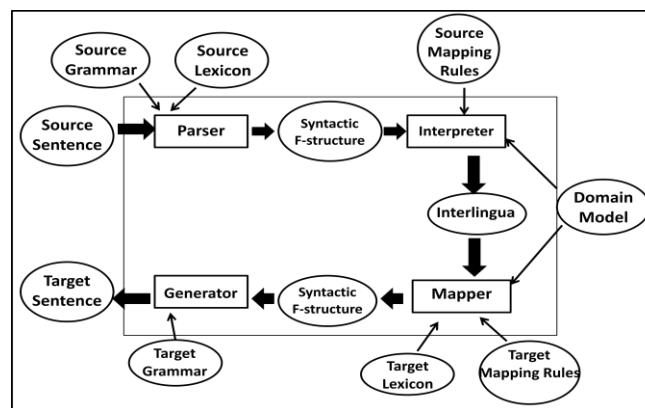 Source
Grammar
Source
Lexicon
Source
Mapping
Rules
Source
Sentence
Parser
Syntactic
F-structure
Interpreter
Interlingua
Domain
Model
Target
Sentence
Generator
Syntactic
F-structure
Mapper
Target
Grammar
Target
Lexicon
Target
Mapping Rules